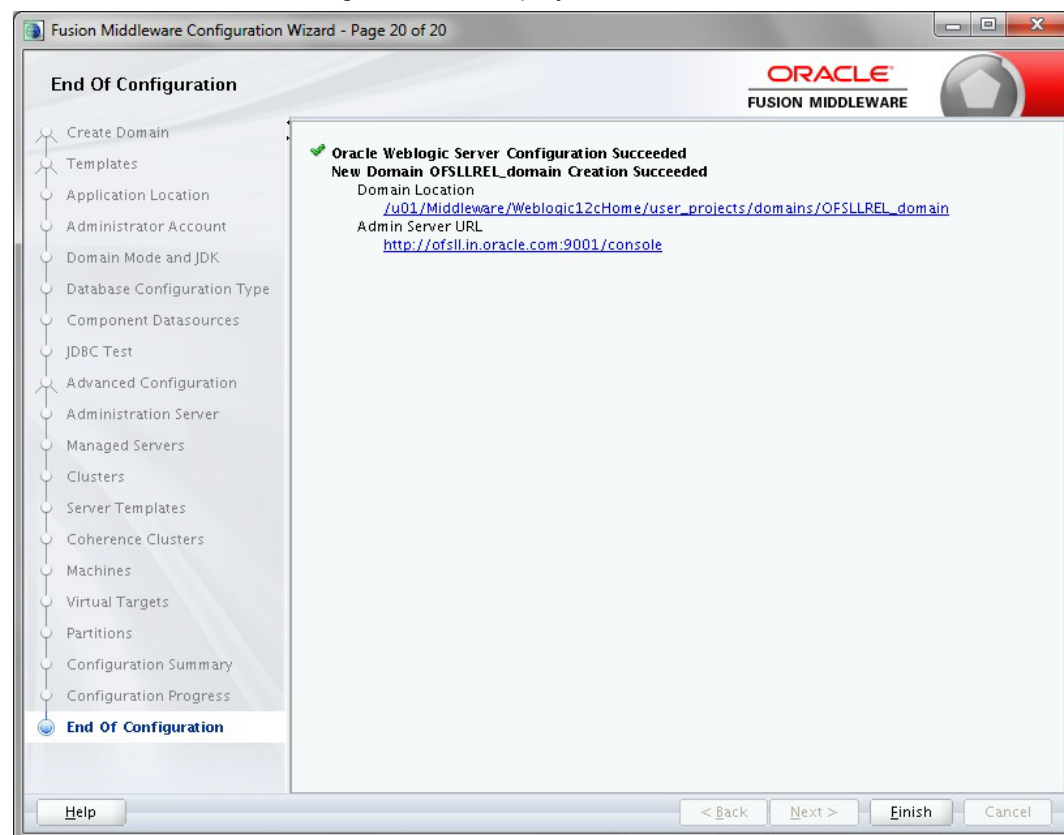 Fusion Middleware Configuration Wizard - Page 20 of 20
End Of Configuration
ORACLE
FUSION MIDDLEWARE
Create Domain
Templates
Application Location
Administrator Account
Domain Mode and JDK
Database Configuration Type
Component Datasources
JDBC Test
Advanced Configuration
Administration Server
Managed Servers
Clusters
Server Templates
Coherence Clusters
Machines
Virtual Targets
Partitions
Configuration Summary
Configuration Progress
End Of Configuration
Oracle Weblogic Server Configuration Succeeded
New Domain OFSLLREL_domain Creation Succeeded
Domain Location
/u01/Middleware/Weblogic12cHome/user_projects/domains/OFSLLREL_domain
Admin Server URL
http://ofsll.in.oracle.com:9001/console
Help
< Back
Next >
Finish
Cancel